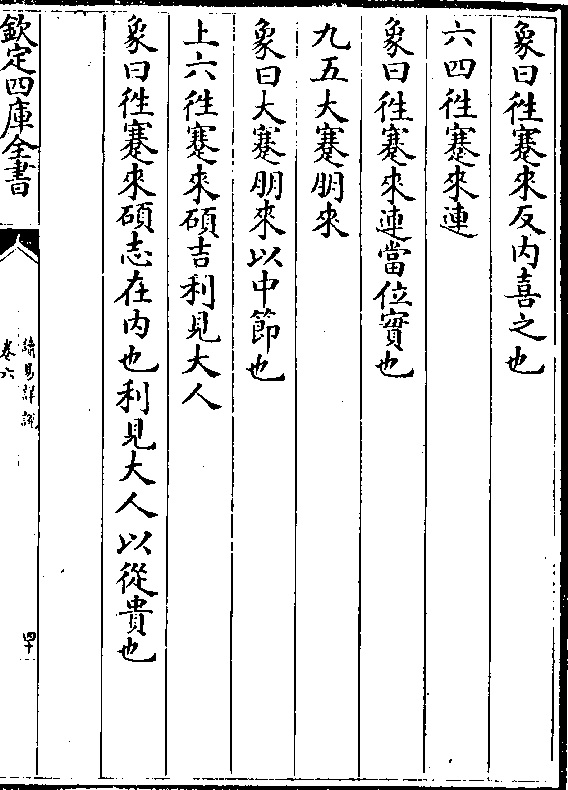 象曰徃蹇來反内喜之也
六四徃蹇來連
象曰徃蹇來連當位實也
九五大蹇朋來
象曰大蹇朋來以中節也
上六徃蹇來碩吉利見大人
象曰徃蹇來碩志在内也利見大人以從貴也
欽定四庫全書
讀易詳說
卷六
四十